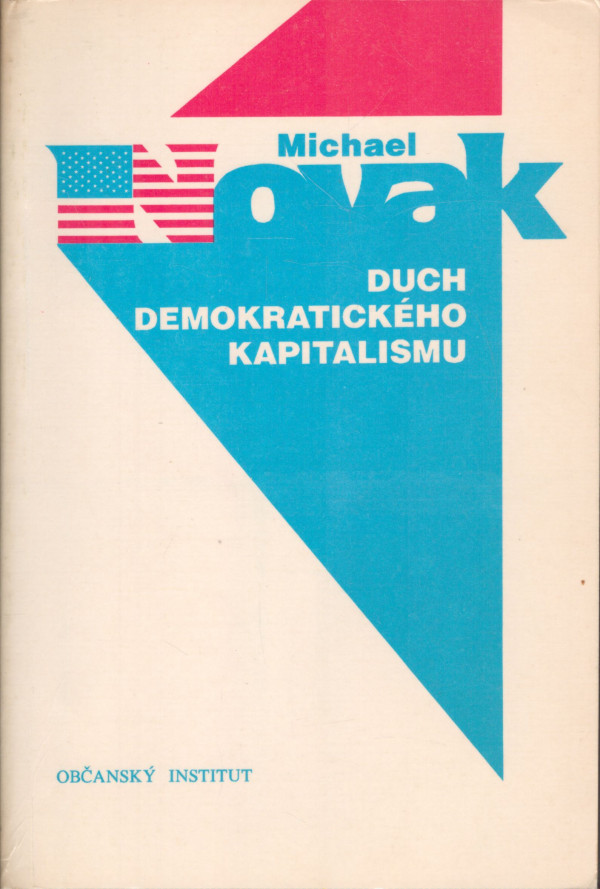 Michael
Novak
DUCH
DEMOKRATICKÉHO
KAPITALISMU
OBČANSKÝ INSTITUT